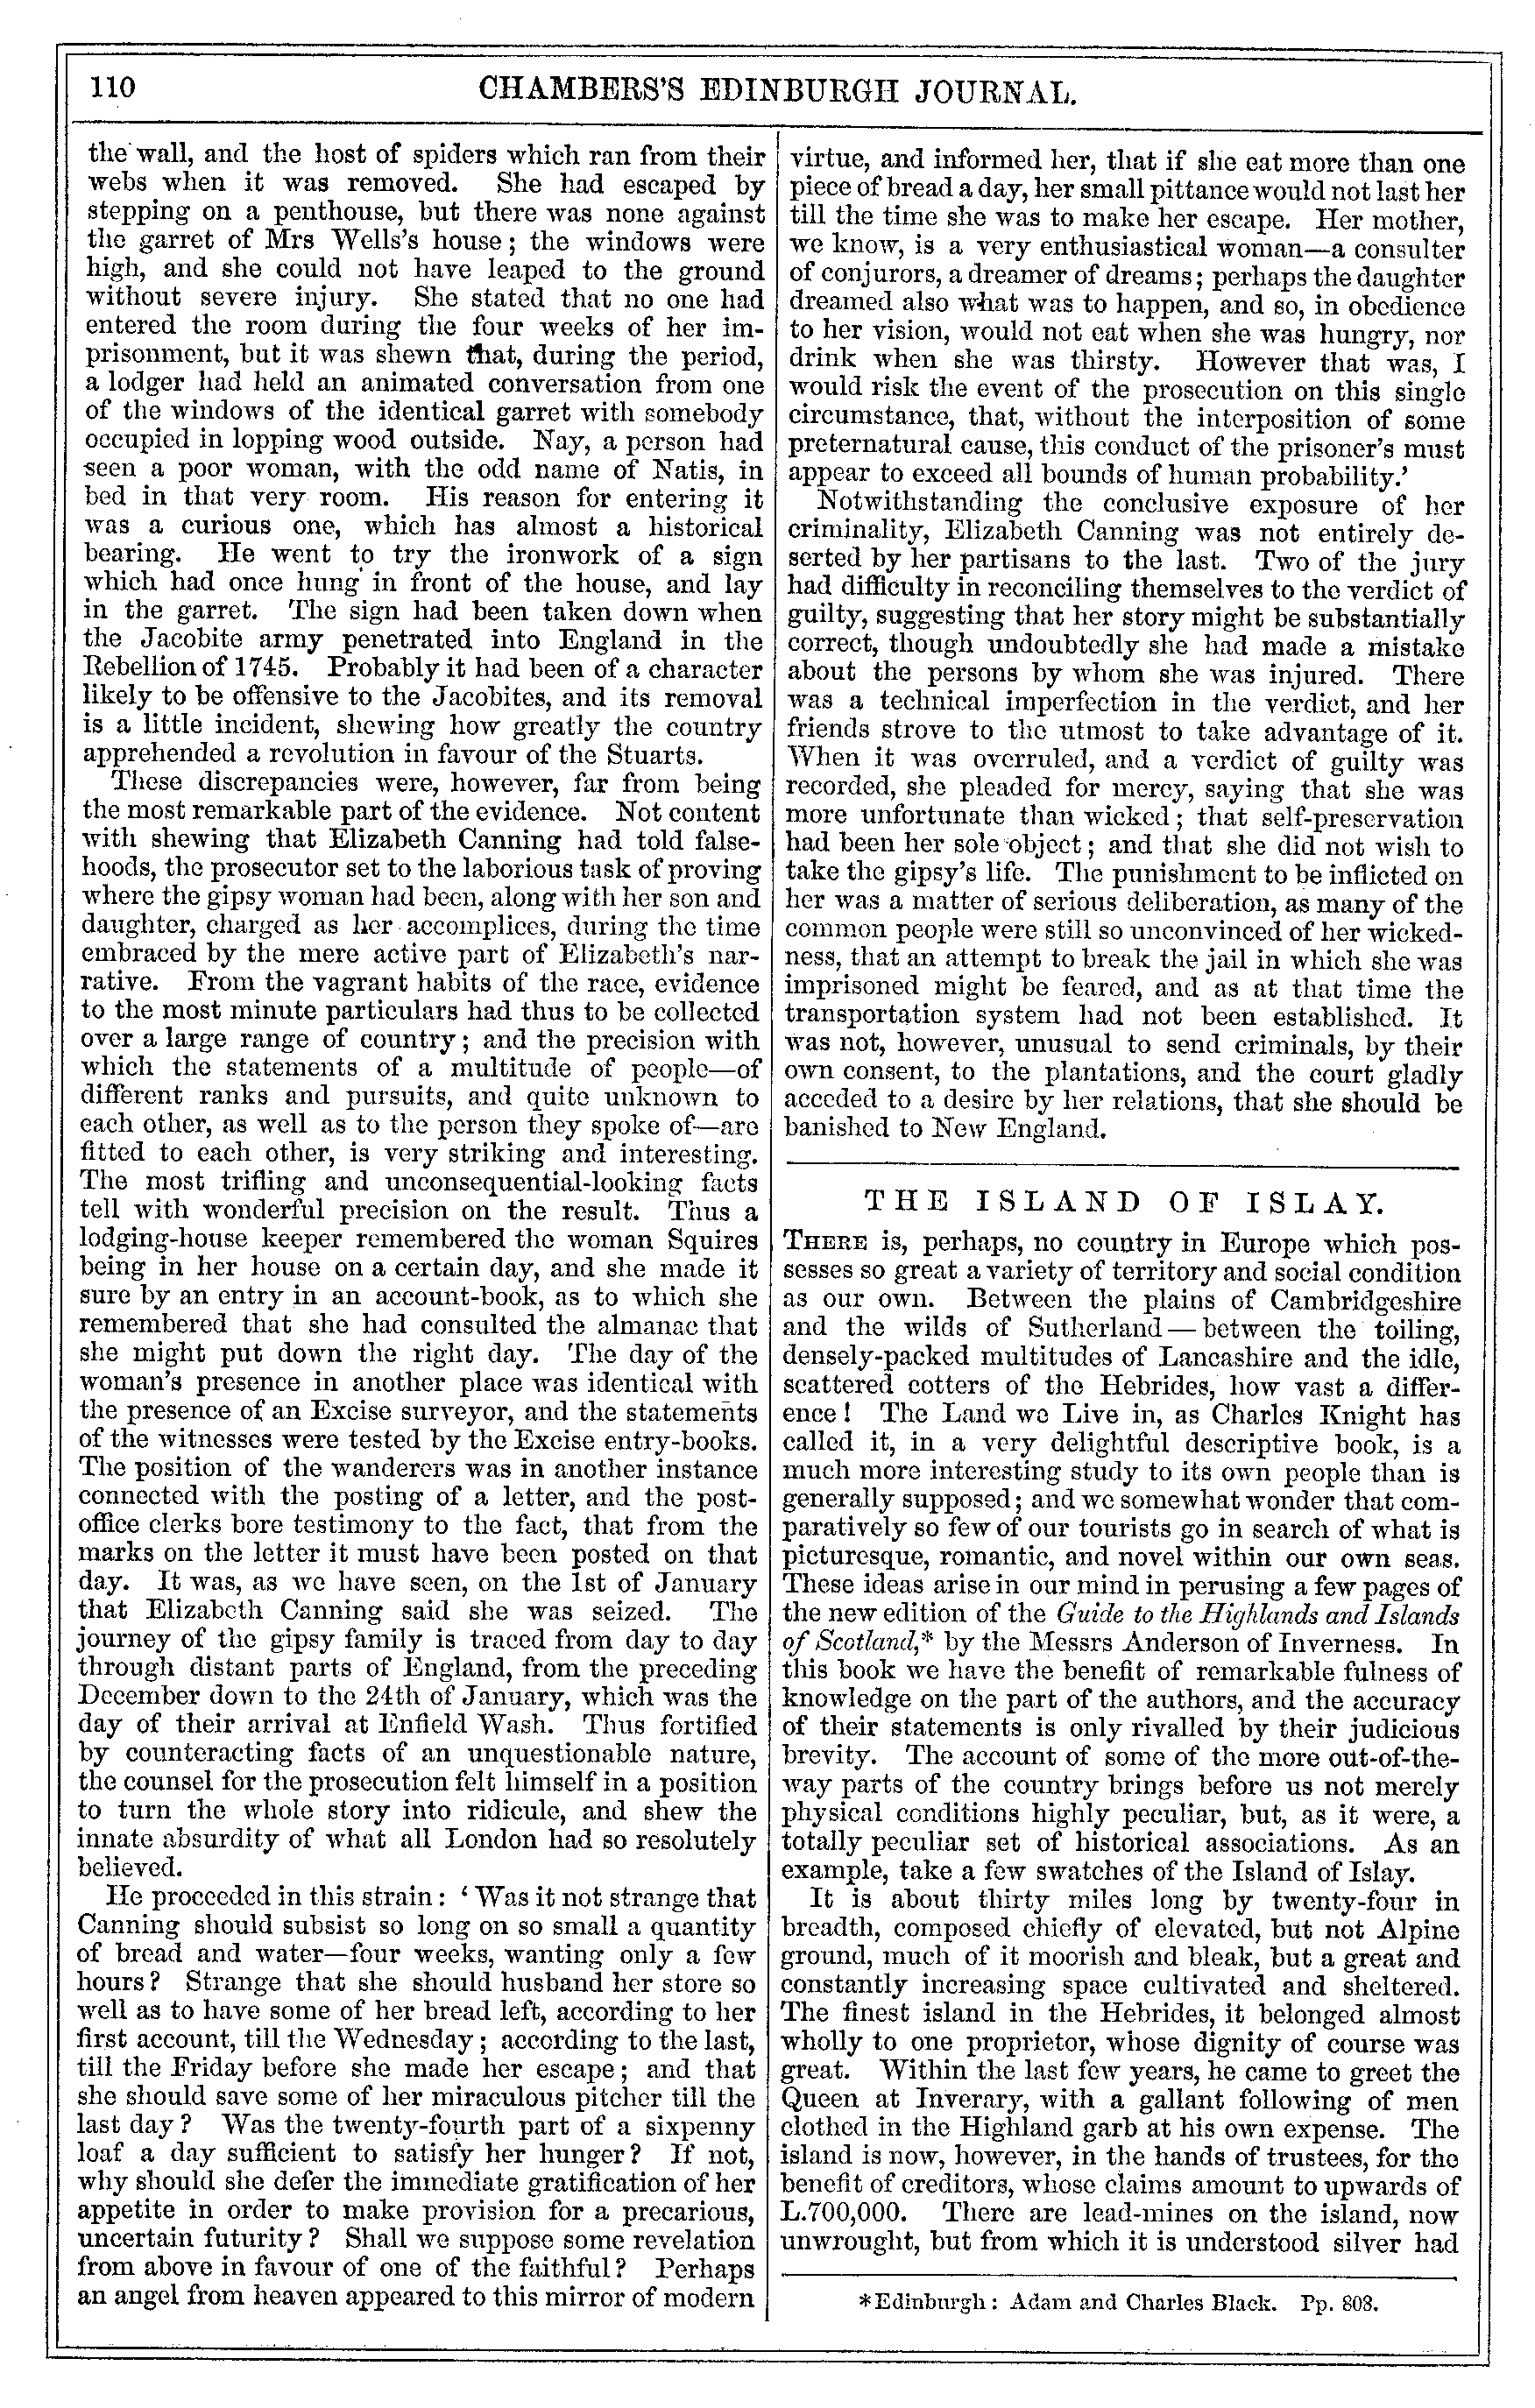 110
CHAMBERS'S EDINBURGH JOURNAL.
the wall, and the host of spiders which ran from their
webs when it was removed. She had escaped by
stepping on a penthouse, but there was none against
the garret of Mrs Wells's house; the windows were
high, and she could not have leaped to the ground
without severe injury. She stated that no one had
entered the room during the four weeks of her im-
prisonment, but it was shewn that, during the period,
a lodger had held an animated conversation from one
of the windows of the identical garret with somebody
occupied in lopping wood outside. Nay, a person had
seen a poor woman, with the odd name of Natis, in
bed in that very room. His reason for entering it
was a curious one, which has almost a historical
bearing. He went to try the ironwork of a sign
which had once hung in front of the house, and lay
in the garret. The sign had been taken down when
the Jacobite army penetrated into England in the
Rebellion of 1745. Probably it had been of a character
likely to be offensive to the Jacobites, and its removal
is a little incident, shewing how greatly the country
apprehended a revolution in favour of the Stuarts.
These discrepancies were, however, far from being
the most remarkable part of the evidence. Not content
with shewing that Elizabeth Canning had told false-
hoods, the prosecutor set to the laborious task of proving
where the gipsy woman had been, along with her son and
daughter, charged as her accomplices, during the time
embraced by the mere active part of Elizabeth's nar-
rative. From the vagrant habits of the race, evidence
to the most minute particulars had thus to be collected
over a large range of country; and the precision with
which the statements of a multitude of people—of
different ranks and pursuits, and quite unknown to
each other, as well as to the person they spoke of—are
fitted to each other, is very striking and interesting.
The most trifling and unconsequential-looking facts
tell with wonderful precision on the result. Thus a
lodging-house keeper remembered the woman Squires
being in her house on a certain day, and she made it
sure by an entry in an account-book, as to which she
remembered that she had consulted the almanac that
she might put down the right day. The day of the
woman's presence in another place was identical with
the presence of an Excise surveyor, and the statements
of the witnesses were tested by the Excise entry-books.
The position of the wanderers was in another instance
connected with the posting of a letter, and the post-
office clerks bore testimony to the fact, that from the
marks on the letter it must have been posted on that
day. It was, as we have seen, on the 1st of January
that Elizabeth Canning said she was seized. The
journey of the gipsy family is traced from day to day
through distant parts of England, from the preceding
December down to the 24th of January, which was the
day of their arrival at Enfield Wash. Thus fortified
by counteracting facts of an unquestionable nature,
the counsel for the prosecution felt himself in a position
to turn the whole story into ridicule, and shew the
innate absurdity of what all London had so resolutely
believed.
He proceeded in this strain: 'Was it not strange that
Canning should subsist so long on so small a quantity
of bread and water—four weeks, wanting only a few
hours? Strange that she should husband her store so
well as to have some of her bread left, according to her
first account, till the Wednesday; according to the last,
till the Friday before she made her escape; and that
she should save some of her miraculous pitcher till the
last day? Was the twenty-fourth part of a sixpenny
loaf a day sufficient to satisfy her hunger? If not,
why should she defer the immediate gratification of her
appetite in order to make provision for a precarious,
uncertain futurity? Shall we suppose some revelation
from above in favour of one of the faithful? Perhaps
an angel from heaven appeared to this mirror of modern
virtue, and informed her, that if she eat more than one
piece of bread a day, her small pittance would not last her
till the time she was to make her escape. Her mother,
we know, is a very enthusiastical woman—a consulter
of conjurors, a dreamer of dreams; perhaps the daughter
dreamed also what was to happen, and so, in obedience
to her vision, would not eat when she was hungry, nor
drink when she was thirsty. However that was, I
would risk the event of the prosecution on this single
circumstance, that, without the interposition of some
preternatural cause, this conduct of the prisoner's must
appear to exceed all bounds of human probability.'
Notwithstanding the conclusive exposure of her
criminality, Elizabeth Canning was not entirely de-
serted by her partisans to the last. Two of the jury
had difficulty in reconciling themselves to the verdict of
guilty, suggesting that her story might be substantially
correct, though undoubtedly she had made a mistake
about the persons by whom she was injured. There
was a technical imperfection in the verdict, and her
friends strove to the utmost to take advantage of it.
When it was overruled, and a verdict of guilty was
recorded, she pleaded for mercy, saying that she was
more unfortunate than wicked; that self-preservation
had been her sole object; and that she did not wish to
take the gipsy's life. The punishment to be inflicted on
her was a matter of serious deliberation, as many of the
common people were still so unconvinced of her wicked-
ness, that an attempt to break the jail in which she was
imprisoned might be feared, and as at that time the
transportation system had not been established. It
was not, however, unusual to send criminals, by their
own consent, to the plantations, and the court gladly
acceded to a desire by her relations, that she should be
banished to New England.
THE ISLAND OF ISLAY.
THERE is, perhaps, no country in Europe which pos-
sesses so great a variety of territory and social condition
as our own. Between the plains of Cambridgeshire
and the wilds of Sutherland—between the toiling,
densely-packed multitudes of Lancashire and the idle,
scattered cotters of the Hebrides, how vast a differ-
ence! The Land we Live in, as Charles Knight has
called it, in a very delightful descriptive book, is a
much more interesting study to its own people than is
generally supposed; and we somewhat wonder that com-
paratively so few of our tourists go in search of what is
picturesque, romantic, and novel within our own seas.
These ideas arise in our mind in perusing a few pages of
the new edition of the Guide to the Highlands and Islands
of Scotland,* by the Messrs Anderson of Inverness. In
this book we have the benefit of remarkable fulness of
knowledge on the part of the authors, and the accuracy
of their statements is only rivalled by their judicious
brevity. The account of some of the more out-of-the-
way parts of the country brings before us not merely
physical conditions highly peculiar, but, as it were, a
totally peculiar set of historical associations. As an
example, take a few swatches of the Island of Islay.
It is about thirty miles long by twenty-four in
breadth, composed chiefly of elevated, but not Alpine
ground, much of it moorish and bleak, but a great and
constantly increasing space cultivated and sheltered.
The finest island in the Hebrides, it belonged almost
wholly to one proprietor, whose dignity of course was
great. Within the last few years, he came to greet the
Queen at Inverary, with a gallant following of men
clothed in the Highland garb at his own expense. The
island is now, however, in the hands of trustees, for the
benefit of creditors, whose claims amount to upwards of
L.700,000. There are lead-mines on the island, now
unwrought, but from which it is understood silver had
*Edinburgh: Adam and Charles Black. Pp. 803.